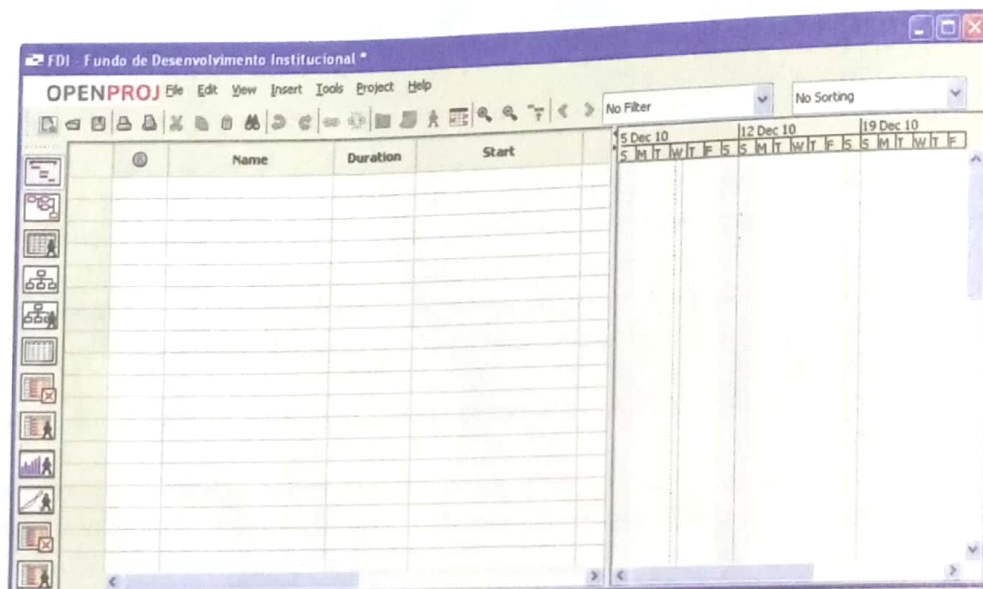 FDI - Fundo de Desenvolvimento Institucional *
OPENPROJ File Edit View Insert Tools Project Help
No Filter
No Sorting
Name Duration Start
5 Dec 10 12 Dec 10 19 Dec 10
S M T W T F S S M T W T F S S M T W T F